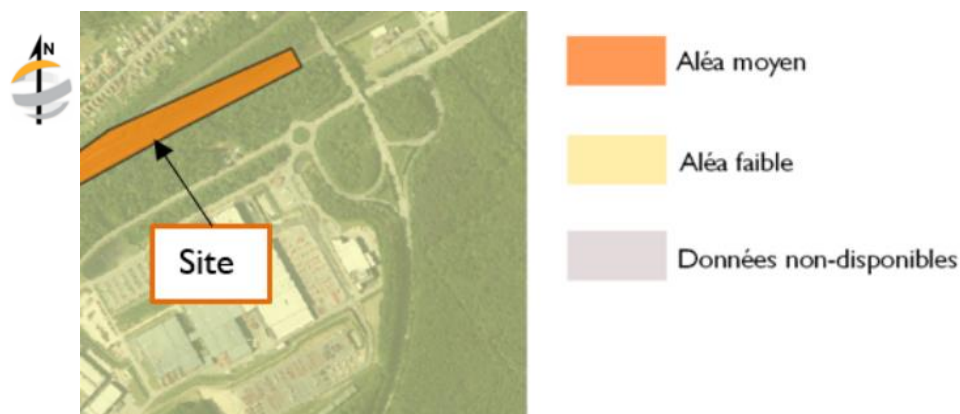 N
Aléa moyen
Aléa faible
Site
Données non-disponibles